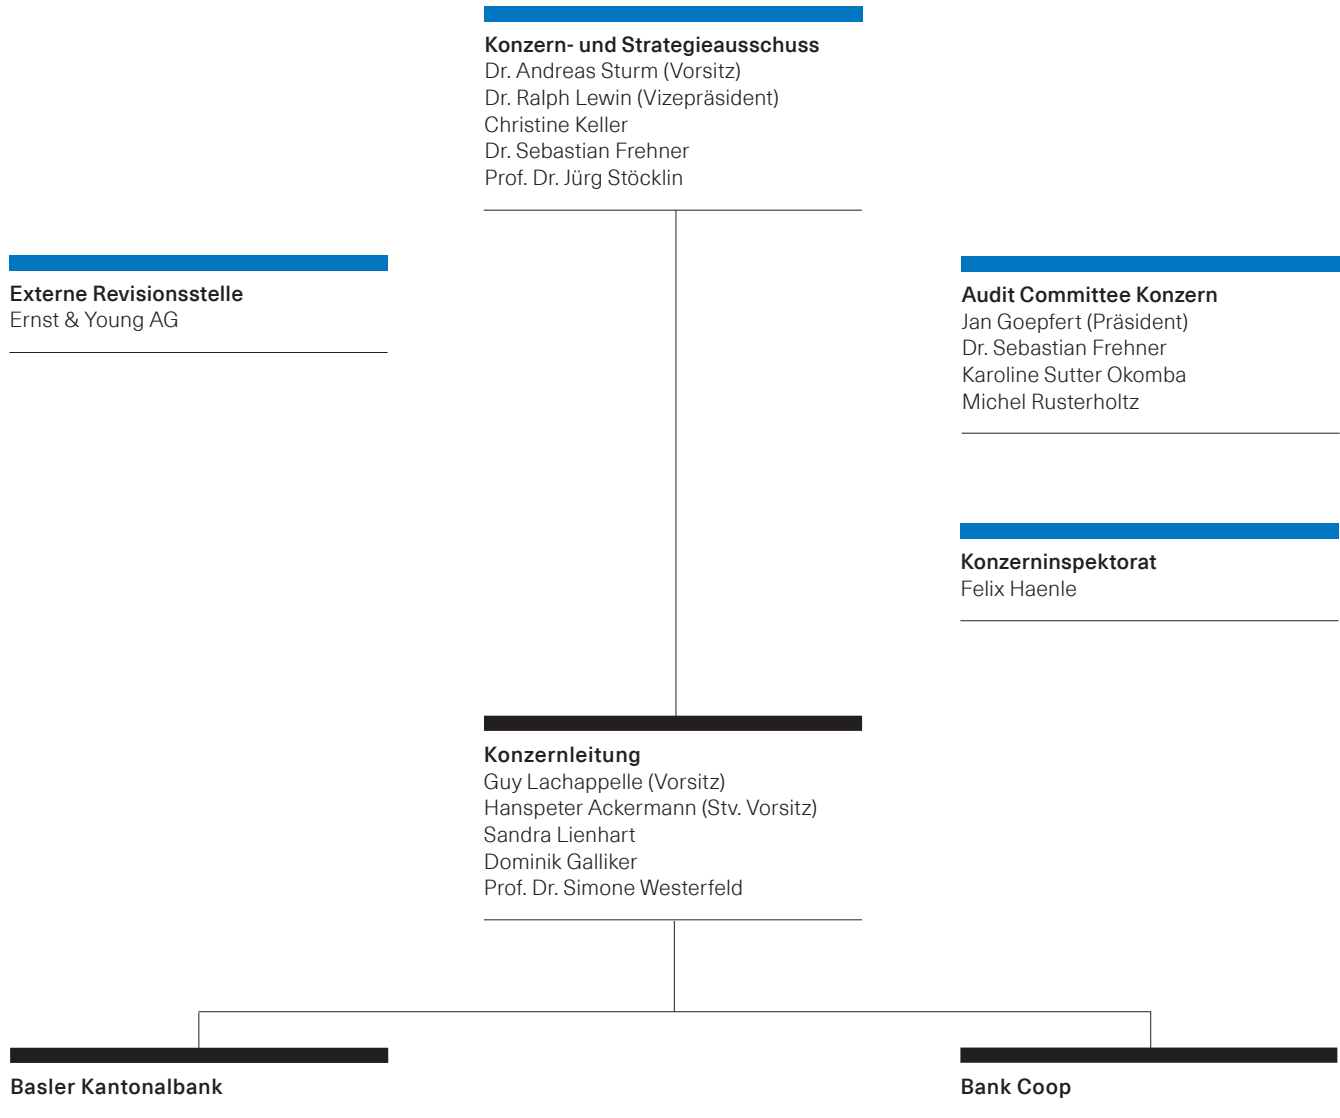 Konzern- und Strategieausschuss
Dr. Andreas Sturm (Vorsitz)
Dr. Ralph Lewin (Vizepräsident)
Christine Keller
Dr. Sebastian Frehner
Prof. Dr. Jürg Stöcklin
Externe Revisionsstelle
Ernst & Young AG
Audit Committee Konzern
Jan Goepfert (Präsident)
Dr. Sebastian Frehner
Karoline Sutter Okomba
Michel Rusterholtz
Konzerninspektorat
Felix Haenle
Konzernleitung
Guy Lachappelle (Vorsitz)
Hanspeter Ackermann (Stv. Vorsitz)
Sandra Lienhart
Dominik Galliker
Prof. Dr. Simone Westerfeld
Basler Kantonalbank
Bank Coop